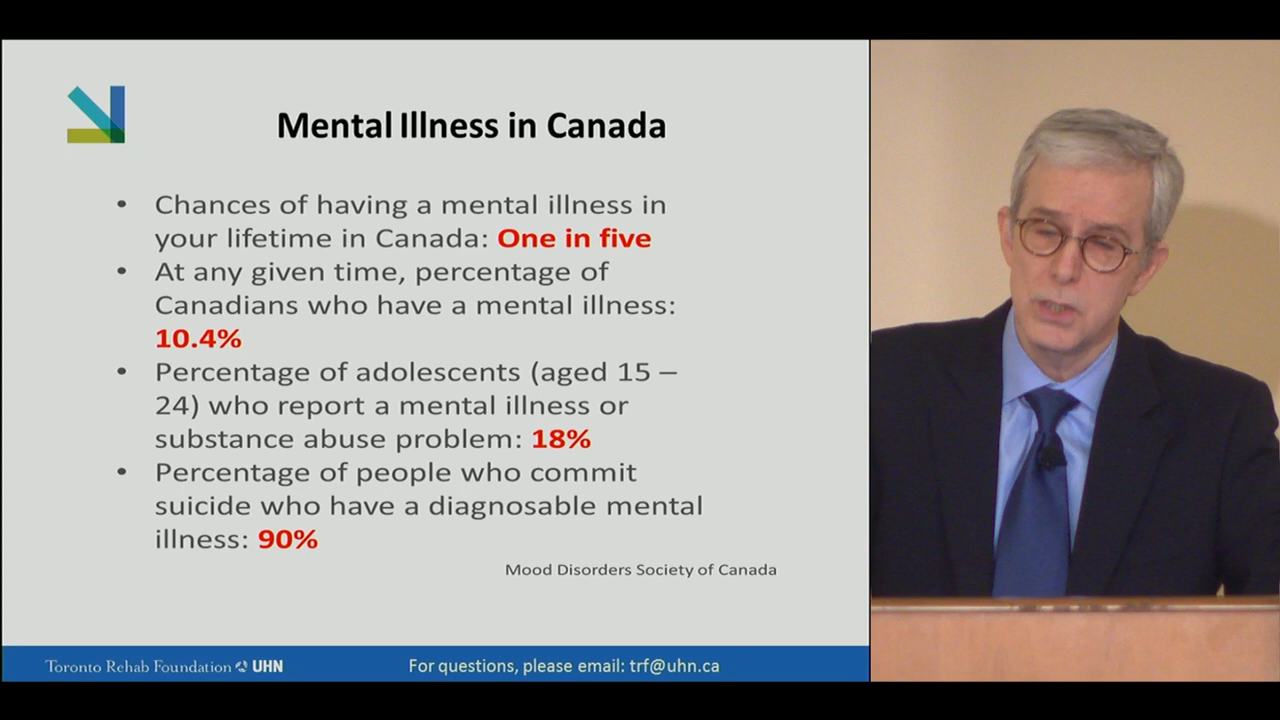 Mental Illness in Canada
• Chances of having a mental illness in
your lifetime in Canada: One in five
• At any given time, percentage of
Canadians who have a mental illness:
10.4%
• Percentage of adolescents (aged 15 –
24) who report a mental illness or
substance abuse problem: 18%
• Percentage of people who commit
suicide who have a diagnosable mental
illness: 90%
Mood Disorders Society of Canada
Toronto Rehab Foundation UHN
For questions, please email: trf@uhn.ca